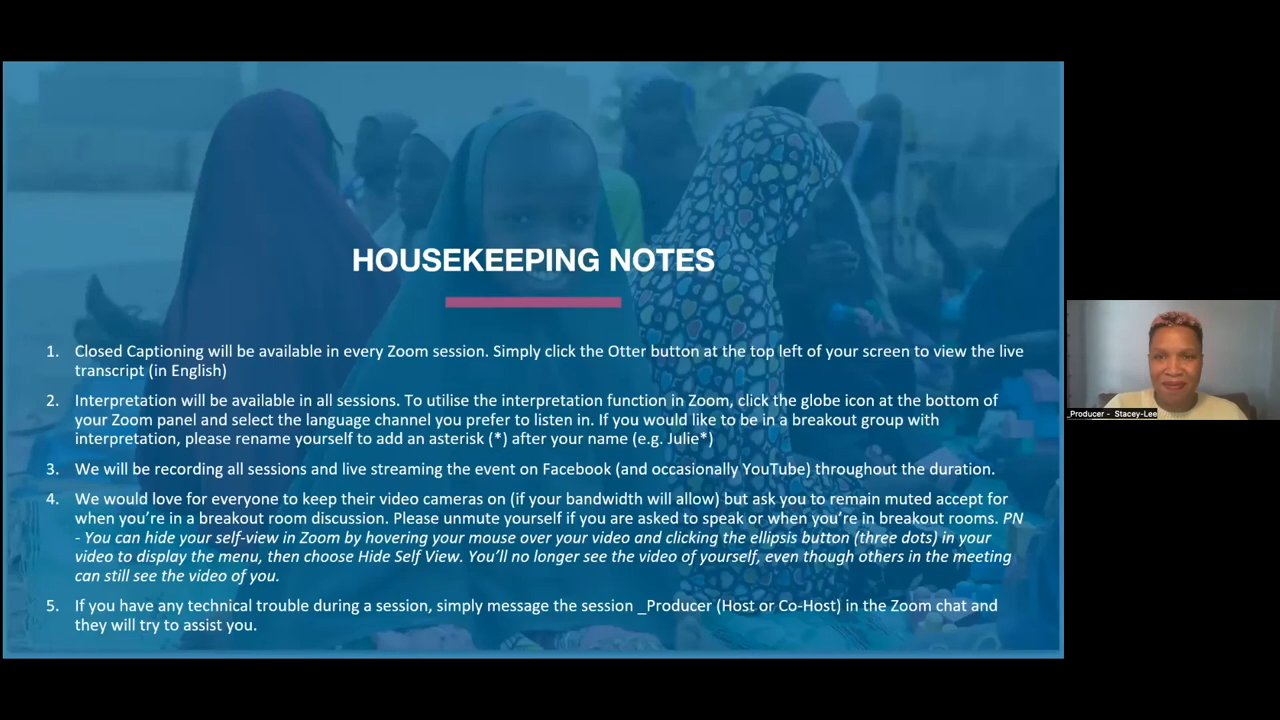 HOUSEKEEPING NOTES
1. Closed Captioning will be available in every Zoom session. Simply click the Otter button at the top left of your screen to view the live
transcript (in English)
2. Interpretation will be available in all sessions. To utilise the interpretation function in Zoom, click the globe icon at the bottom of
your Zoom panel and select the language channel you prefer to listen in. If you would like to be in a breakout group with
interpretation, please rename yourself to add an asterisk (*) after your name (e.g. Julie*)
3. We will be recording all sessions and live streaming the event on Facebook (and occasionally YouTube) throughout the duration.
4. We would love for everyone to keep their video cameras on (if your bandwidth will allow) but ask you to remain muted accept for
when you’re in a breakout room discussion. Please unmute yourself if you are asked to speak or when you’re in breakout rooms. PN
- You can hide your self-view in Zoom by hovering your mouse over your video and clicking the ellipsis button (three dots) in your
video to display the menu, then choose Hide Self View. You’ll no longer see the video of yourself, even though others in the meeting
can still see the video of you.
5. If you have any technical trouble during a session, simply message the session _Producer (Host or Co-Host) in the Zoom chat and
they will try to assist you.
_Producer - Stacey-Lee